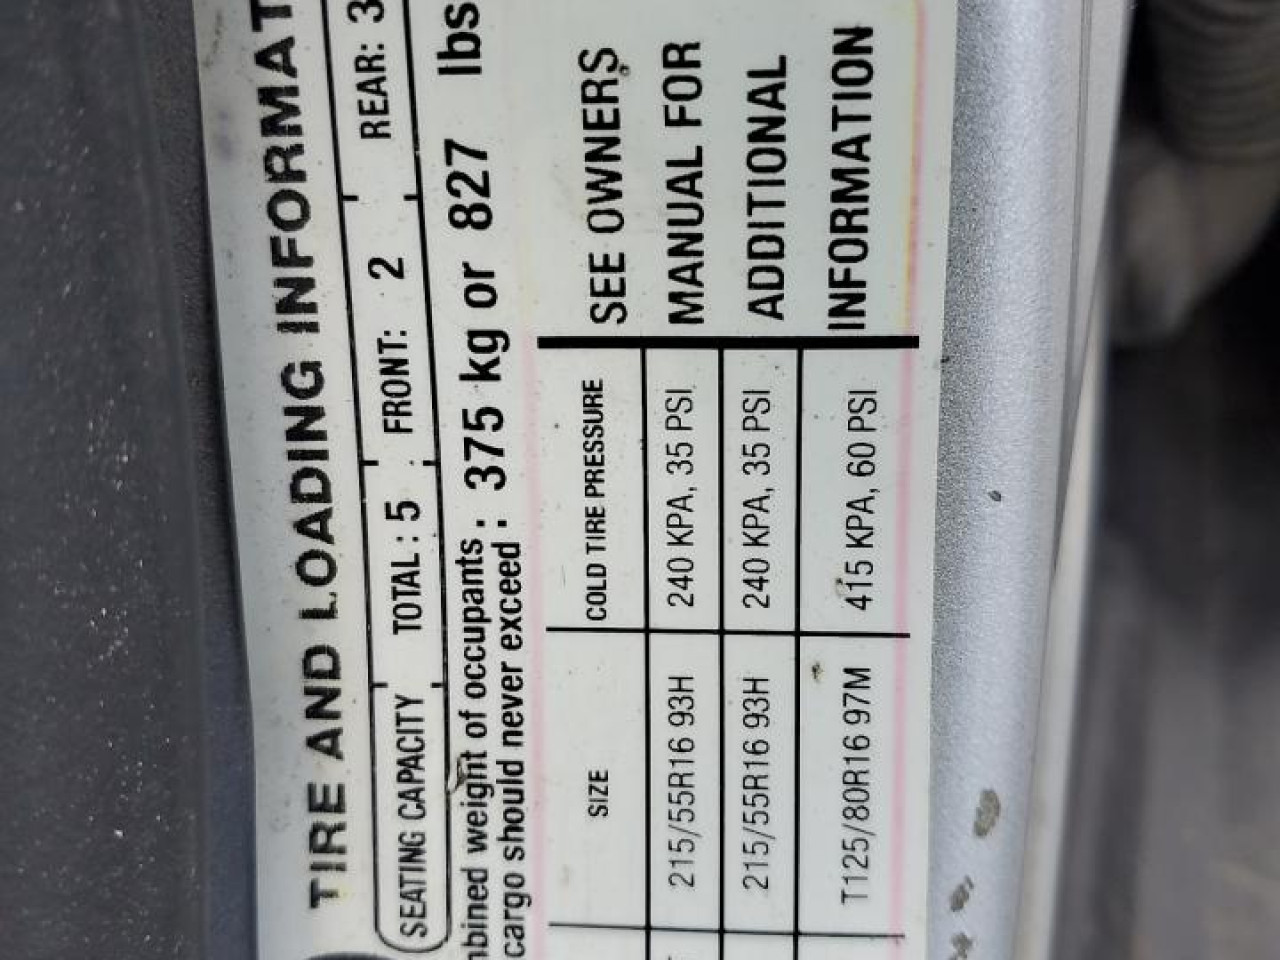 TIRE AND LOADING INFORMAT
SEATING CAPACITY TOTAL : 5 FRONT: 2 REAR: 3
mbined weight of occupants :
cargo should never exceed : 375 kg or 827 lbs
SIZE COLD TIRE PRESSURE
215/55R16 93H 240 KPA, 35 PSI
215/55R16 93H 240 KPA, 35 PSI
T125/80R16 97M 415 KPA, 60 PSI
SEE OWNERS
MANUAL FOR
ADDITIONAL
INFORMATION